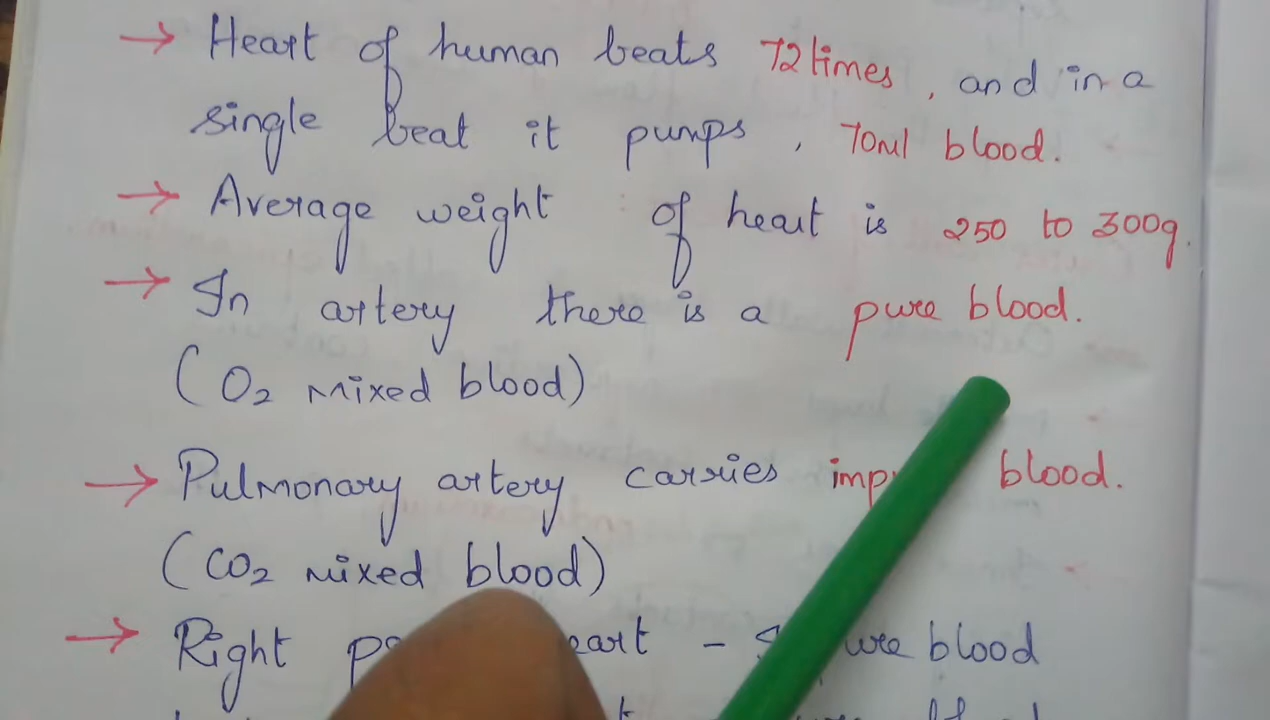 → Heart of human beats 72 times, and in a
single beat it pumps, 70ml blood.
→ Average weight of heart is 250 to 300g.
→ In artery there is a pure blood.
(O2 mixed blood)
→ Pulmonary artery carries blood.
(CO2 mixed blood)
→ Right - blood